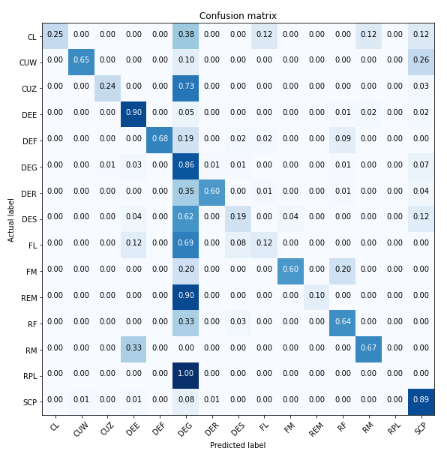 Confusion matrix
CL 0.25 0.00 0.00 0.00 0.00 0.38 0.00 0.00 0.12 0.00 0.00 0.00 0.12 0.00 0.12
CUW 0.00 0.65 0.00 0.00 0.00 0.10 0.00 0.00 0.00 0.00 0.00 0.00 0.00 0.00 0.26
CUZ 0.00 0.00 0.24 0.00 0.00 0.73 0.00 0.00 0.00 0.00 0.00 0.00 0.00 0.00 0.03
DEE 0.00 0.00 0.00 0.90 0.00 0.05 0.00 0.00 0.00 0.00 0.00 0.01 0.02 0.00 0.02
DEF 0.00 0.00 0.00 0.00 0.68 0.19 0.00 0.02 0.02 0.00 0.00 0.09 0.00 0.00 0.00
DEG 0.00 0.00 0.01 0.03 0.00 0.86 0.01 0.01 0.00 0.00 0.00 0.01 0.00 0.00 0.07
DER 0.00 0.00 0.00 0.00 0.00 0.35 0.60 0.00 0.01 0.00 0.00 0.01 0.00 0.00 0.04
DES 0.00 0.00 0.00 0.04 0.00 0.62 0.00 0.19 0.00 0.04 0.00 0.00 0.00 0.00 0.12
FL 0.00 0.00 0.00 0.12 0.00 0.69 0.00 0.08 0.12 0.00 0.00 0.00 0.00 0.00 0.00
FM 0.00 0.00 0.00 0.00 0.00 0.20 0.00 0.00 0.00 0.60 0.00 0.20 0.00 0.00 0.00
REM 0.00 0.00 0.00 0.00 0.00 0.90 0.00 0.00 0.00 0.00 0.10 0.00 0.00 0.00 0.00
RF 0.00 0.00 0.00 0.00 0.00 0.33 0.00 0.03 0.00 0.00 0.00 0.64 0.00 0.00 0.00
RM 0.00 0.00 0.00 0.33 0.00 0.00 0.00 0.00 0.00 0.00 0.00 0.00 0.67 0.00 0.00
RPL 0.00 0.00 0.00 0.00 0.00 1.00 0.00 0.00 0.00 0.00 0.00 0.00 0.00 0.00 0.00
SCP 0.00 0.01 0.00 0.01 0.00 0.08 0.01 0.00 0.00 0.00 0.00 0.00 0.00 0.00 0.89
Actual label
CL CUW CUZ DEE DEF DEG DER DES FL FM REM RF RM RPL SCP
Predicted label